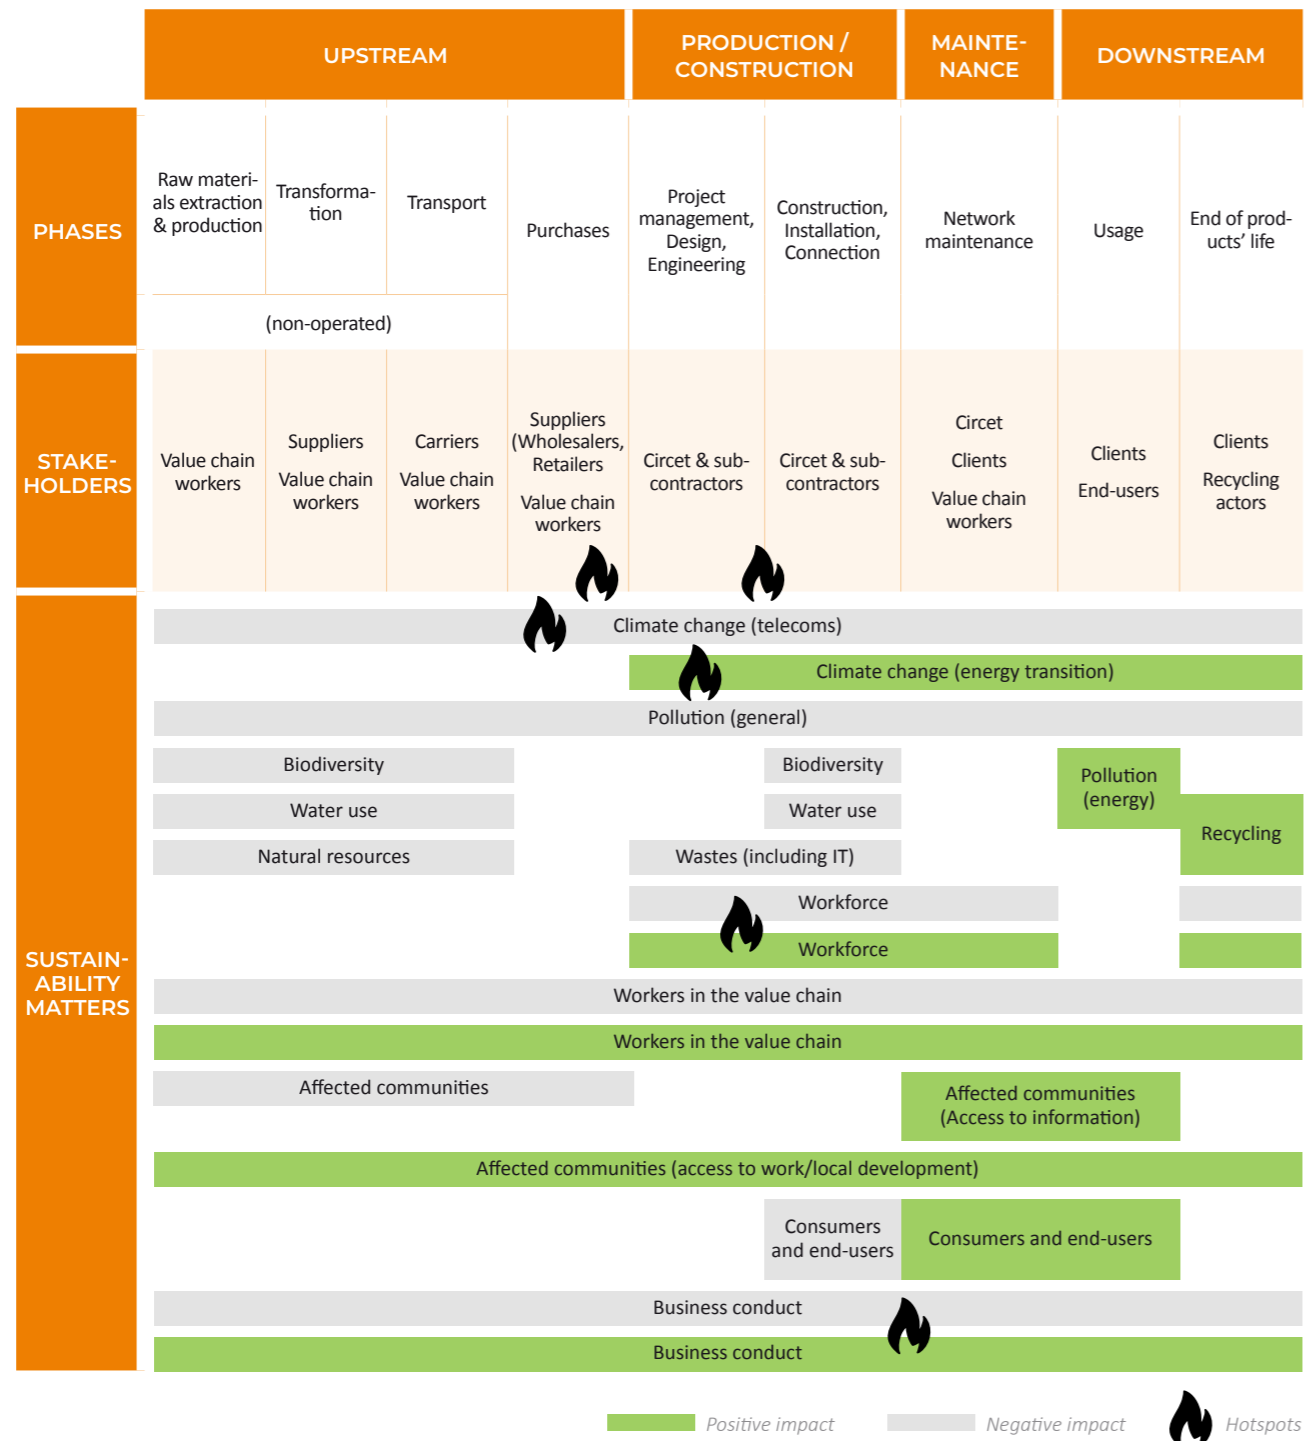 UPSTREAM
PRODUCTION /
CONSTRUCTION
MAINTE-
NANCE
DOWNSTREAM
PHASES
Raw materi-
als extraction
& production
Transforma-
tion
Transport
(non-operated)
Purchases
Project
management,
Design,
Engineering
Construction,
Installation,
Connection
Network
maintenance
Usage
End of prod-
ucts' life
STAKE-
HOLDERS
Value chain
workers
Suppliers
Value chain
workers
Carriers
Value chain
workers
Suppliers
(Wholesalers,
Retailers
Value chain
workers
Circet & sub-
contractors
Circet & sub-
contractors
Circet
Clients
Value chain
workers
Clients
End-users
Clients
Recycling
actors
SUSTAIN-
ABILITY
MATTERS
Climate change (telecoms)
Climate change (energy transition)
Pollution (general)
Biodiversity
Biodiversity
Pollution
(energy)
Water use
Water use
Recycling
Natural resources
Wastes (including IT)
Workforce
Workforce
Workers in the value chain
Workers in the value chain
Affected communities
Affected communities
(Access to information)
Affected communities (access to work/local development)
Consumers
and end-users
Consumers and end-users
Business conduct
Business conduct
Positive impact
Negative impact
Hotspots